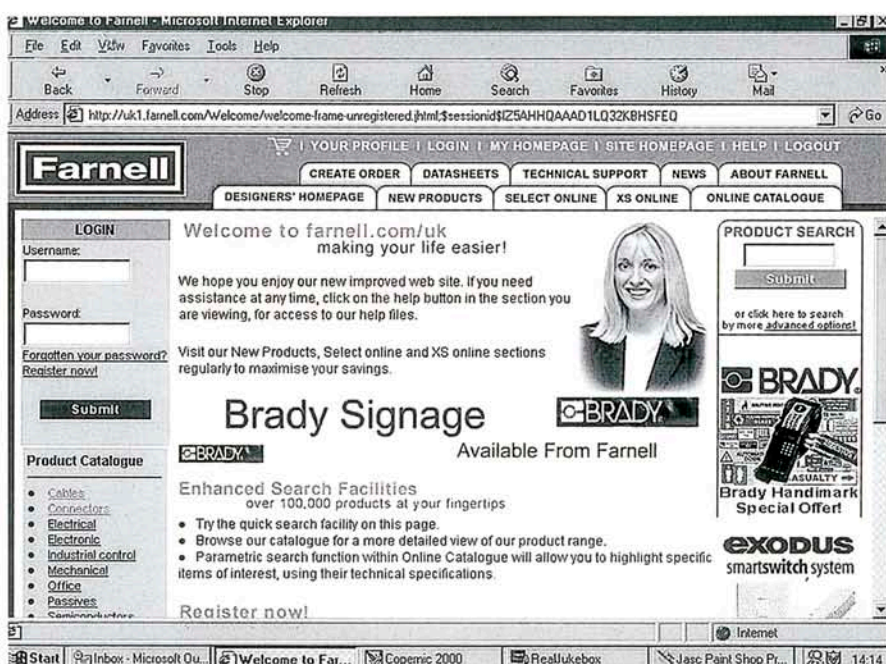 Welcome to Farnell - Microsoft Internet Explorer
File Edit View Favorites Tools Help
Back Forward Stop Refresh Home Search Favorites History Mail
Address http://uk1.farnell.com/Welcome/welcome-frame-unregistered.jhtml;$sessionid$IZ5AHHQAAAD1LQ32KBHSFEQ Go
Farnell
YOUR PROFILE | LOGIN | MY HOMEPAGE | SITE HOMEPAGE | HELP | LOGOUT
CREATE ORDER DATASHEETS TECHNICAL SUPPORT NEWS ABOUT FARNELL
DESIGNERS' HOMEPAGE NEW PRODUCTS SELECT ONLINE XS ONLINE ONLINE CATALOGUE
LOGIN
Username:
Password:
Forgotten your password?
Register now!
Submit
Product Catalogue
• Cables
• Connectors
• Electrical
• Electronic
• Industrial control
• Mechanical
• Office
• Passives
• Semiconductors
Welcome to farnell.com/uk
making your life easier!
We hope you enjoy our new improved web site. If you need
assistance at any time, click on the help button in the section you
are viewing, for access to our help files.
Visit our New Products, Select online and XS online sections
regularly to maximise your savings.
Brady Signage
BRADY
BRADY
Available From Farnell
Enhanced Search Facilities
over 100,000 products at your fingertips
• Try the quick search facility on this page.
• Browse our catalogue for a more detailed view of our product range.
• Parametric search function within Online Catalogue will allow you to highlight specific
items of interest, using their technical specifications.
Register now!
PRODUCT SEARCH
Submit
or click here to search
by more advanced options!
BRADY
CASUALTY
Brady Handimark
Special Offer!
exodus
smartswitch system
Internet
Start Inbox - Microsoft Ou... Welcome to Far... Copernic 2000 RealJukebox Jasc Paint Shop Pr... 14:14